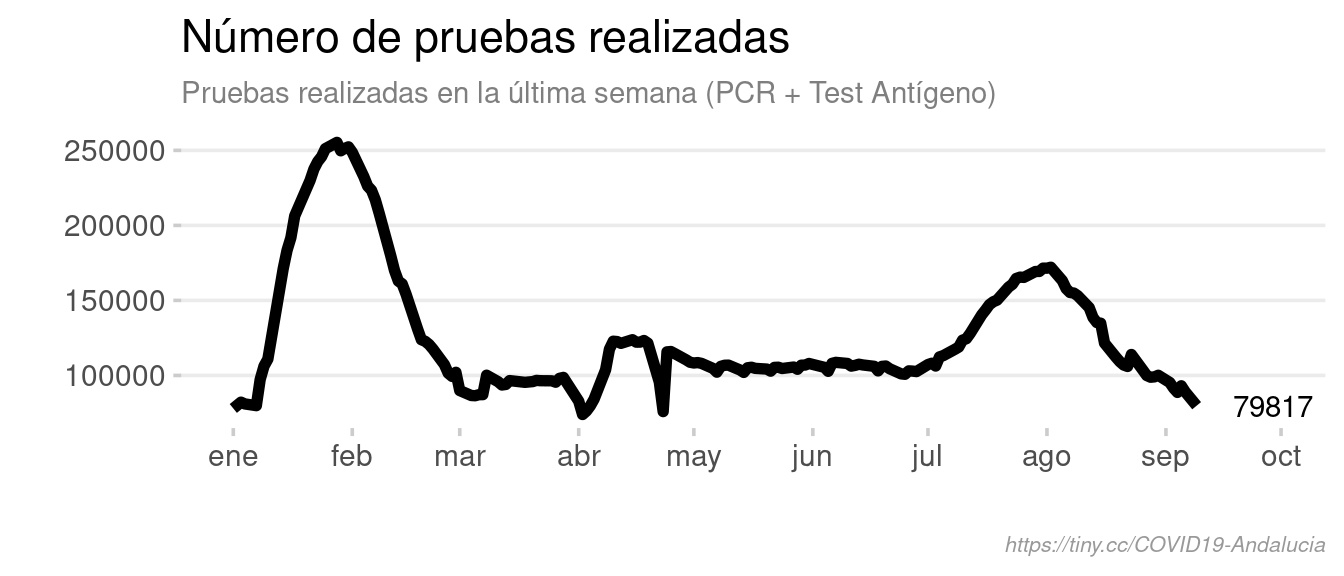 Número de pruebas realizadas
Pruebas realizadas en la última semana (PCR + Test Antígeno)
250000
200000
150000
100000
79817
ene feb mar abr may jun jul ago sep oct
https://tiny.cc/COVID19-Andalucia